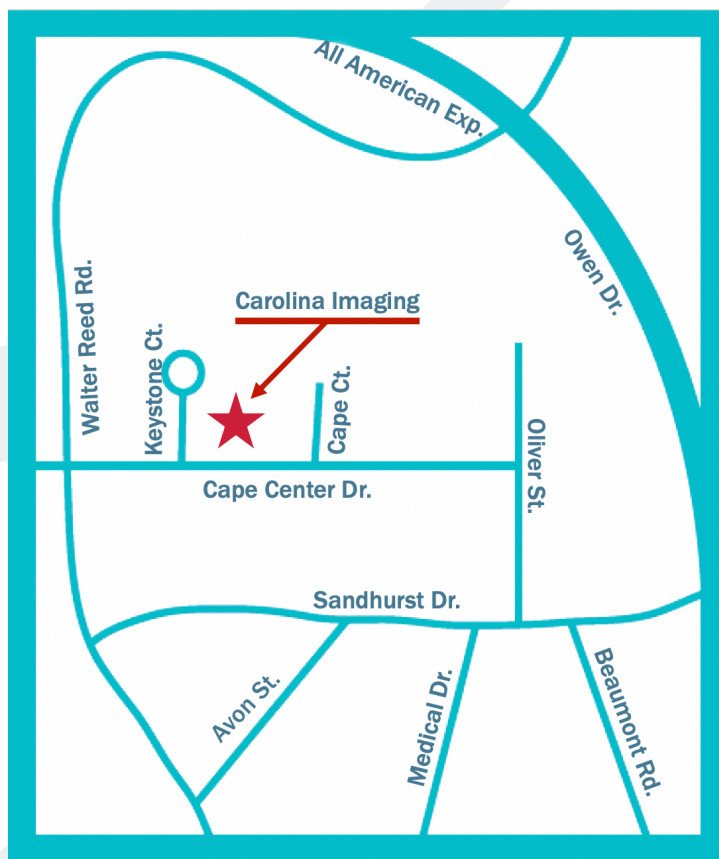 All American Exp.
Owen Dr.
Walter Reed Rd.
Carolina Imaging
Keystone Ct.
Cape Ct.
Oliver St.
Cape Center Dr.
Sandhurst Dr.
Avon St.
Medical Dr.
Beaumont Rd.